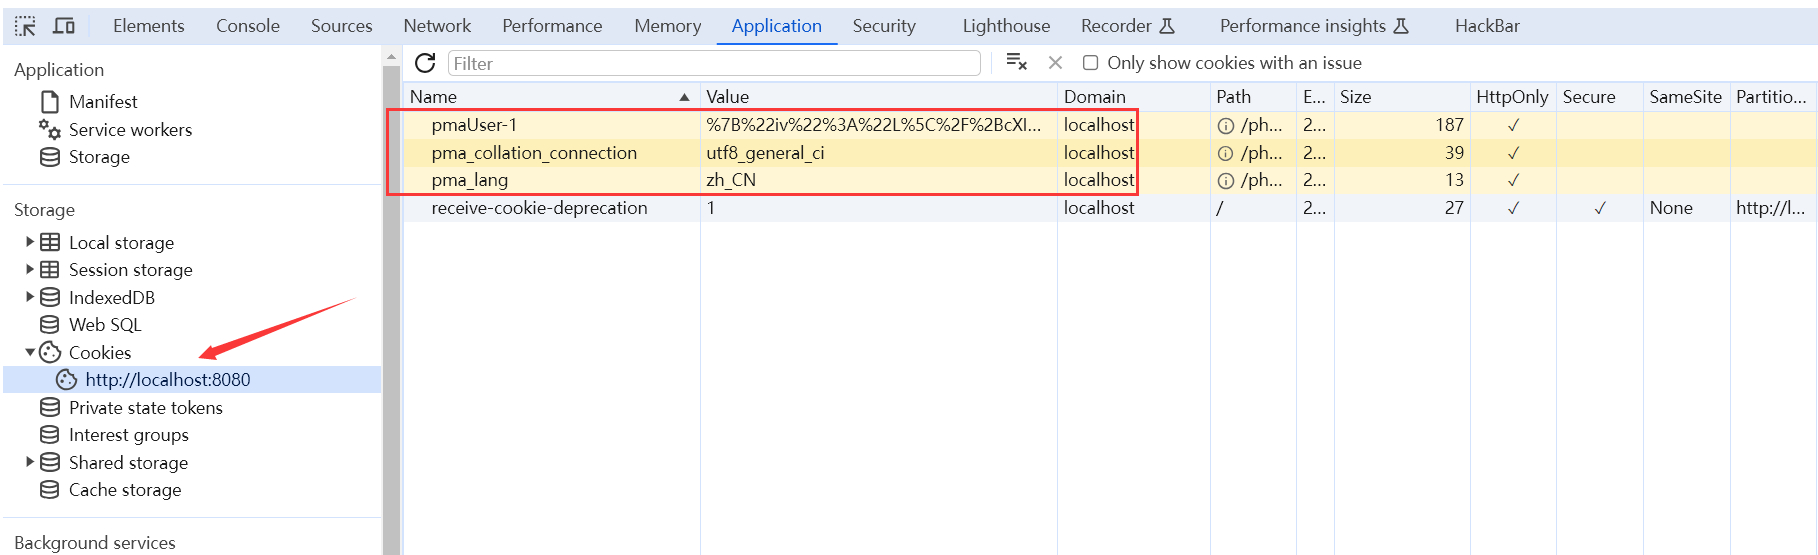 Elements Console Sources Network Performance Memory Application Security Lighthouse Recorder Performance insights HackBar
Application
Manifest
Service workers
Storage
Storage
Local storage
Session storage
IndexedDB
Web SQL
Cookies
http://localhost:8080
Private state tokens
Interest groups
Shared storage
Cache storage
Background services
Filter Only show cookies with an issue
Name Value Domain Path E... Size HttpOnly Secure SameSite Partitio...
pmaUser-1 %7B%22iv%22%3A%22L%5C%2F%2BcXI... localhost /ph... 2... 187 ✓
pma_collation_connection utf8_general_ci localhost /ph... 2... 39 ✓
pma_lang zh_CN localhost /ph... 2... 13 ✓
receive-cookie-deprecation 1 localhost / 2... 27 ✓ ✓ None http://l...